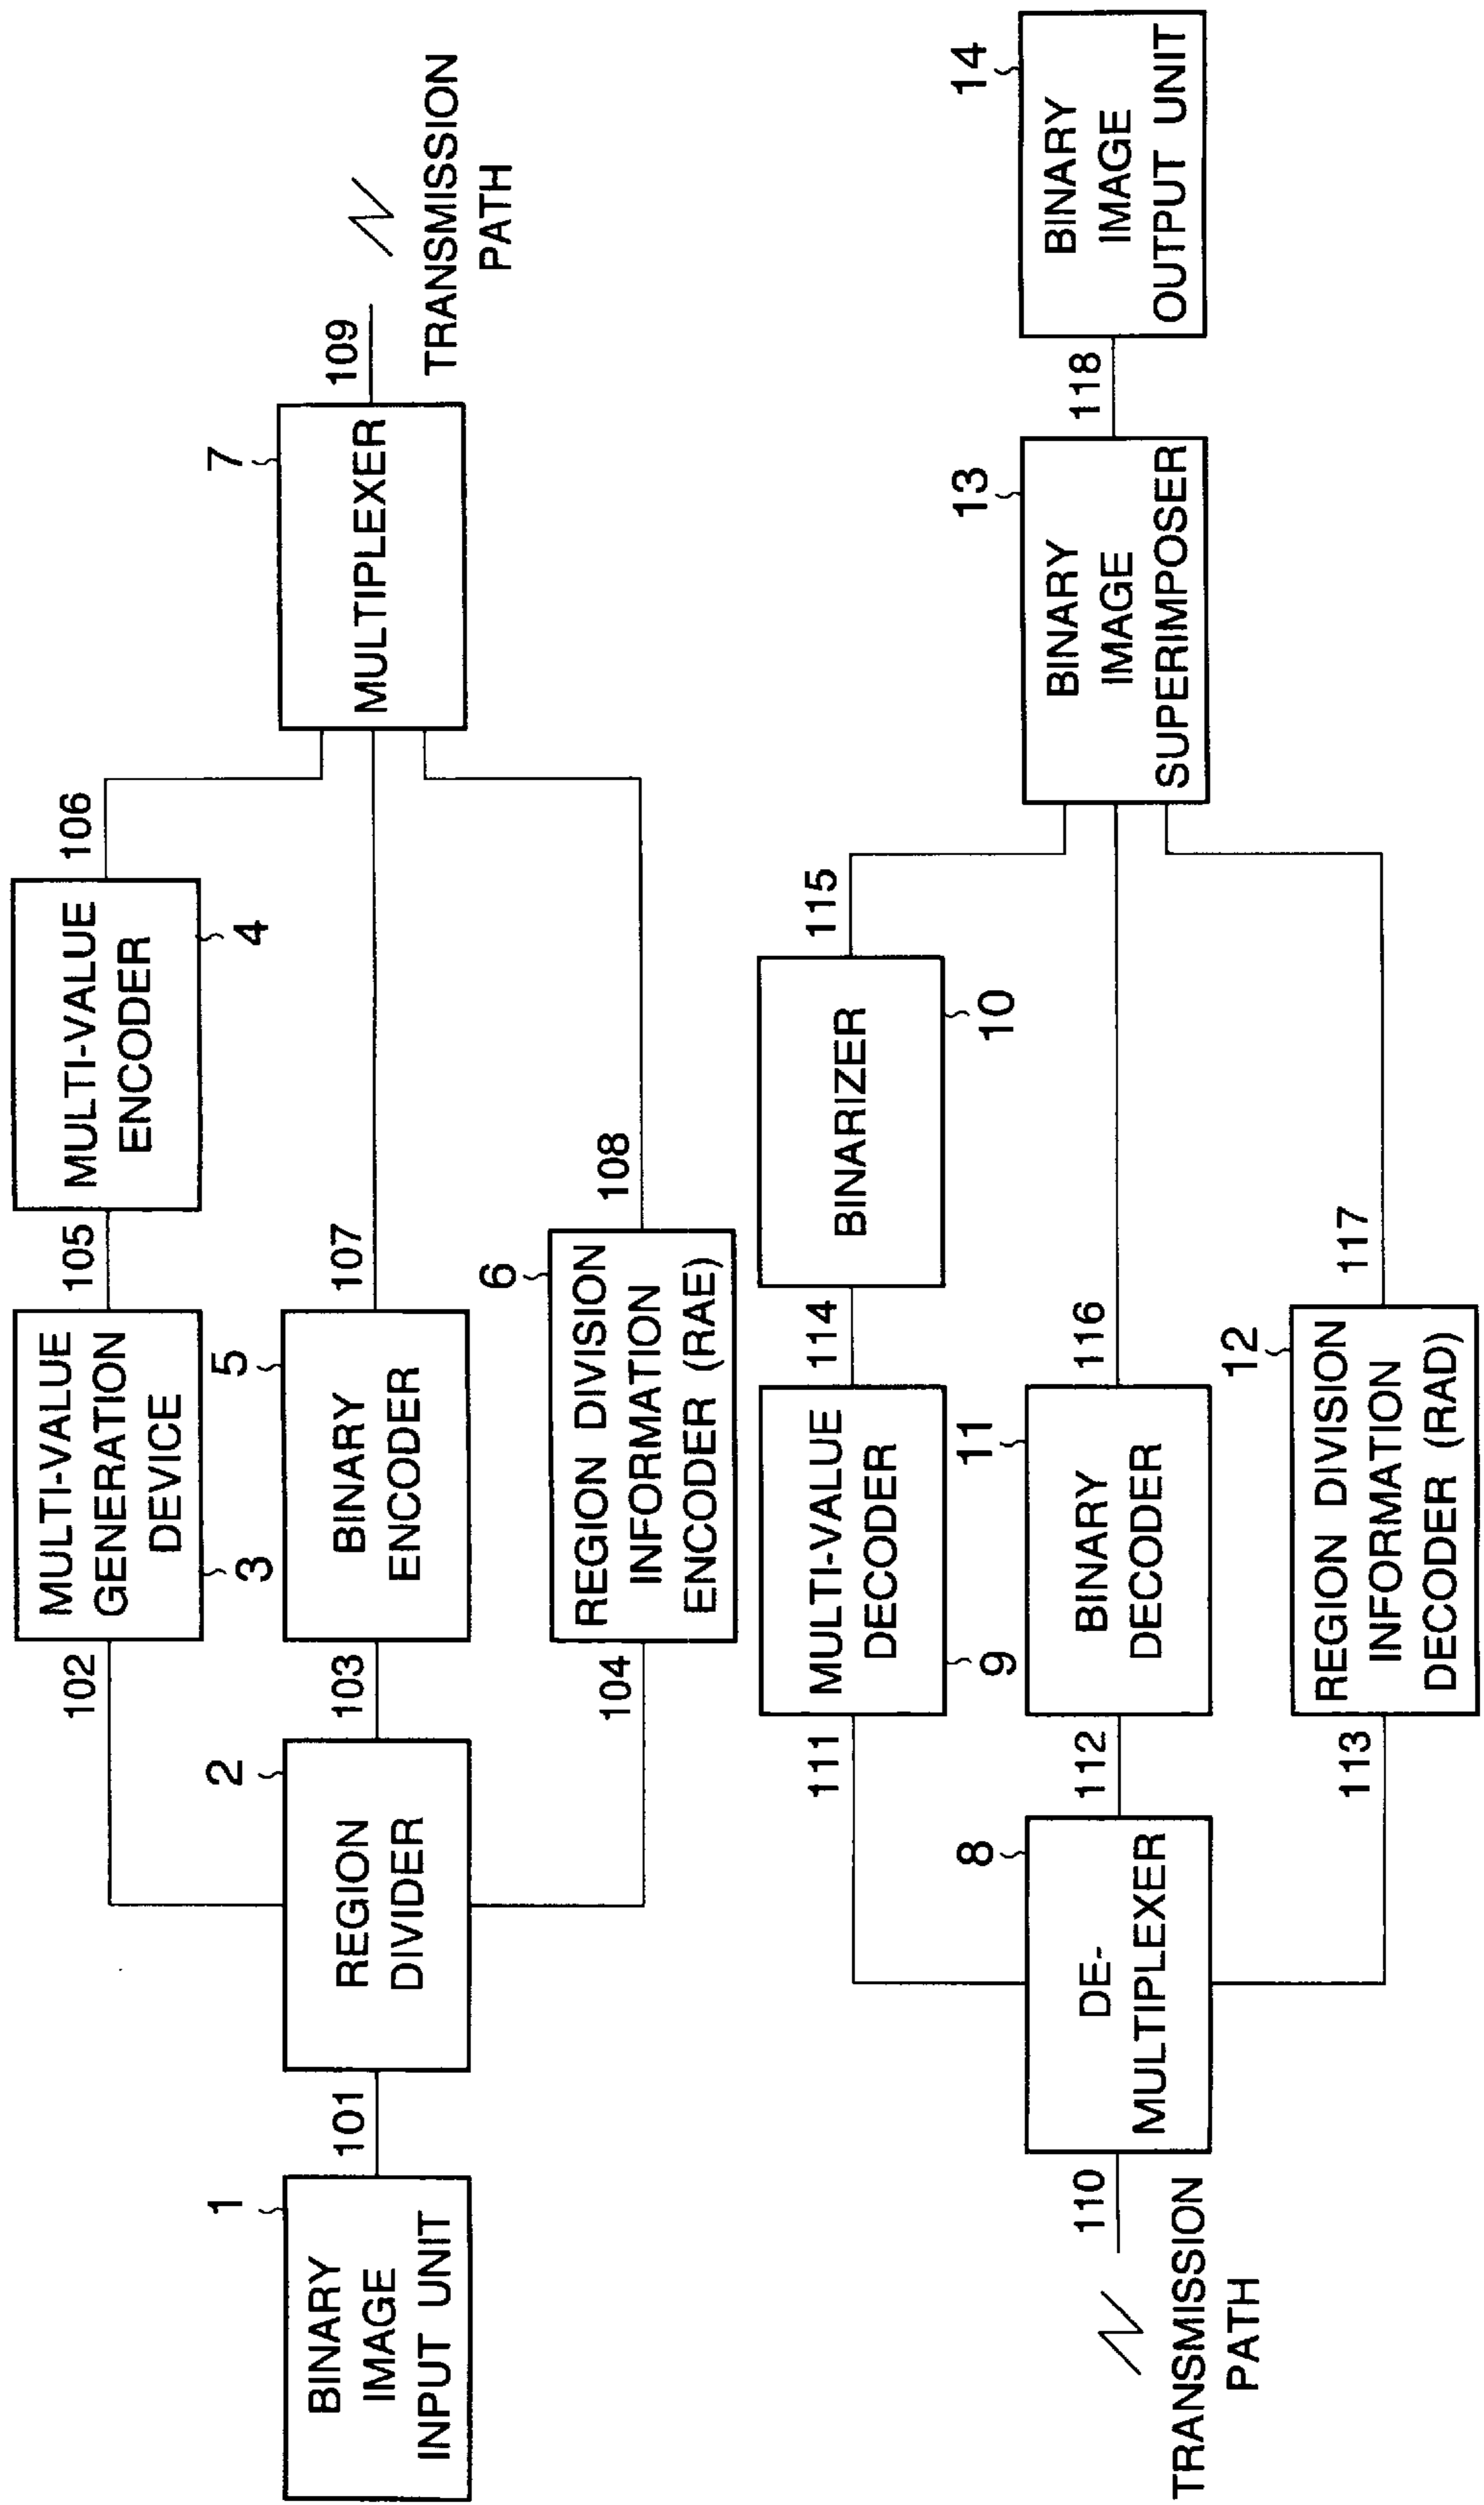 1
BINARY
IMAGE
INPUT UNIT
101
2
REGION
DIVIDER
102
103
104
MULTI-VALUE
GENERATION
DEVICE
3
5
BINARY
ENCODER
6
REGION DIVISION
INFORMATION
ENCODER (RAE)
105
107
108
MULTI-VALUE
ENCODER
4
106
7
MULTIPLEXER
109
TRANSMISSION
PATH
TRANSMISSION
PATH
110
8
DE-
MULTIPLEXER
111
112
113
MULTI-VALUE
DECODER
9
11
BINARY
DECODER
12
REGION DIVISION
INFORMATION
DECODER (RAD)
114
116
117
BINARIZER
10
115
13
BINARY
IMAGE
SUPERIMPOSER
118
14
BINARY
IMAGE
OUTPUT UNIT